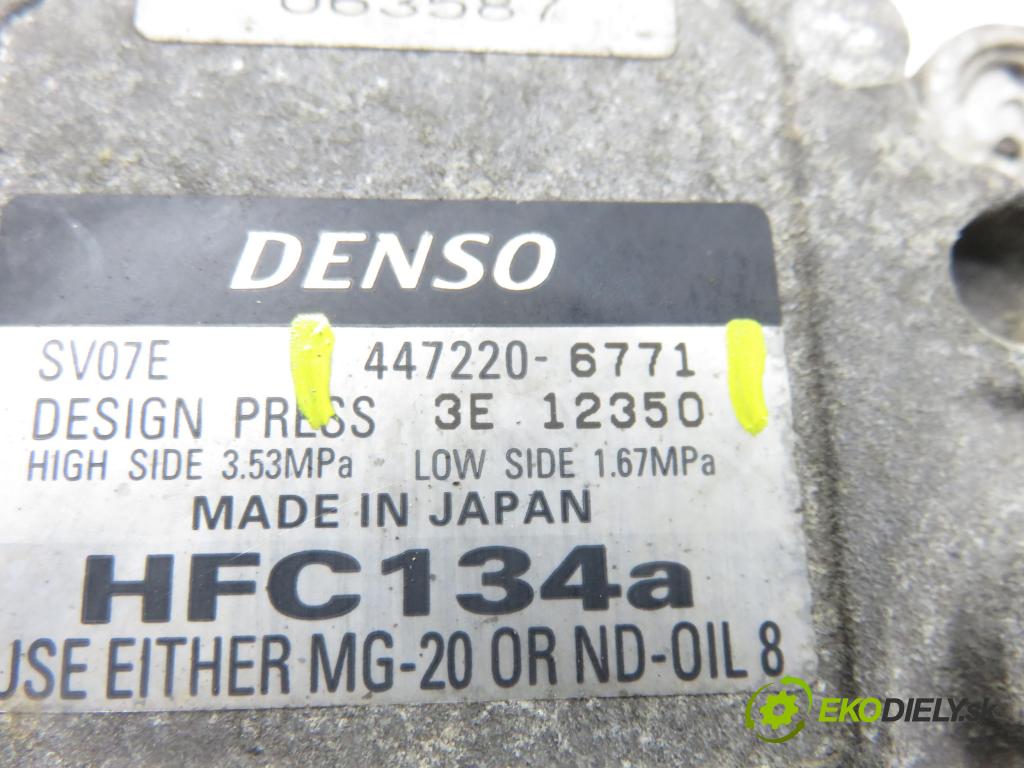 063587
DENSO
SV07E 447220-6771
DESIGN PRESS 3E 12350
HIGH SIDE 3.53MPa LOW SIDE 1.67MPa
MADE IN JAPAN
HFC134a
USE EITHER MG-20 OR ND-OIL 8
EKODIELY.sk